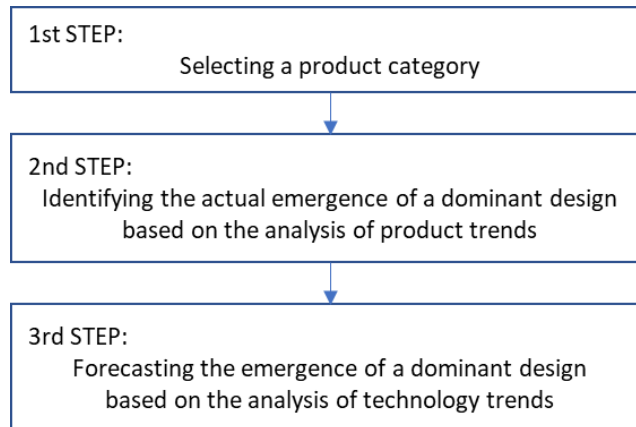 1st STEP:
Selecting a product category
2nd STEP:
Identifying the actual emergence of a dominant design
based on the analysis of product trends
3rd STEP:
Forecasting the emergence of a dominant design
based on the analysis of technology trends